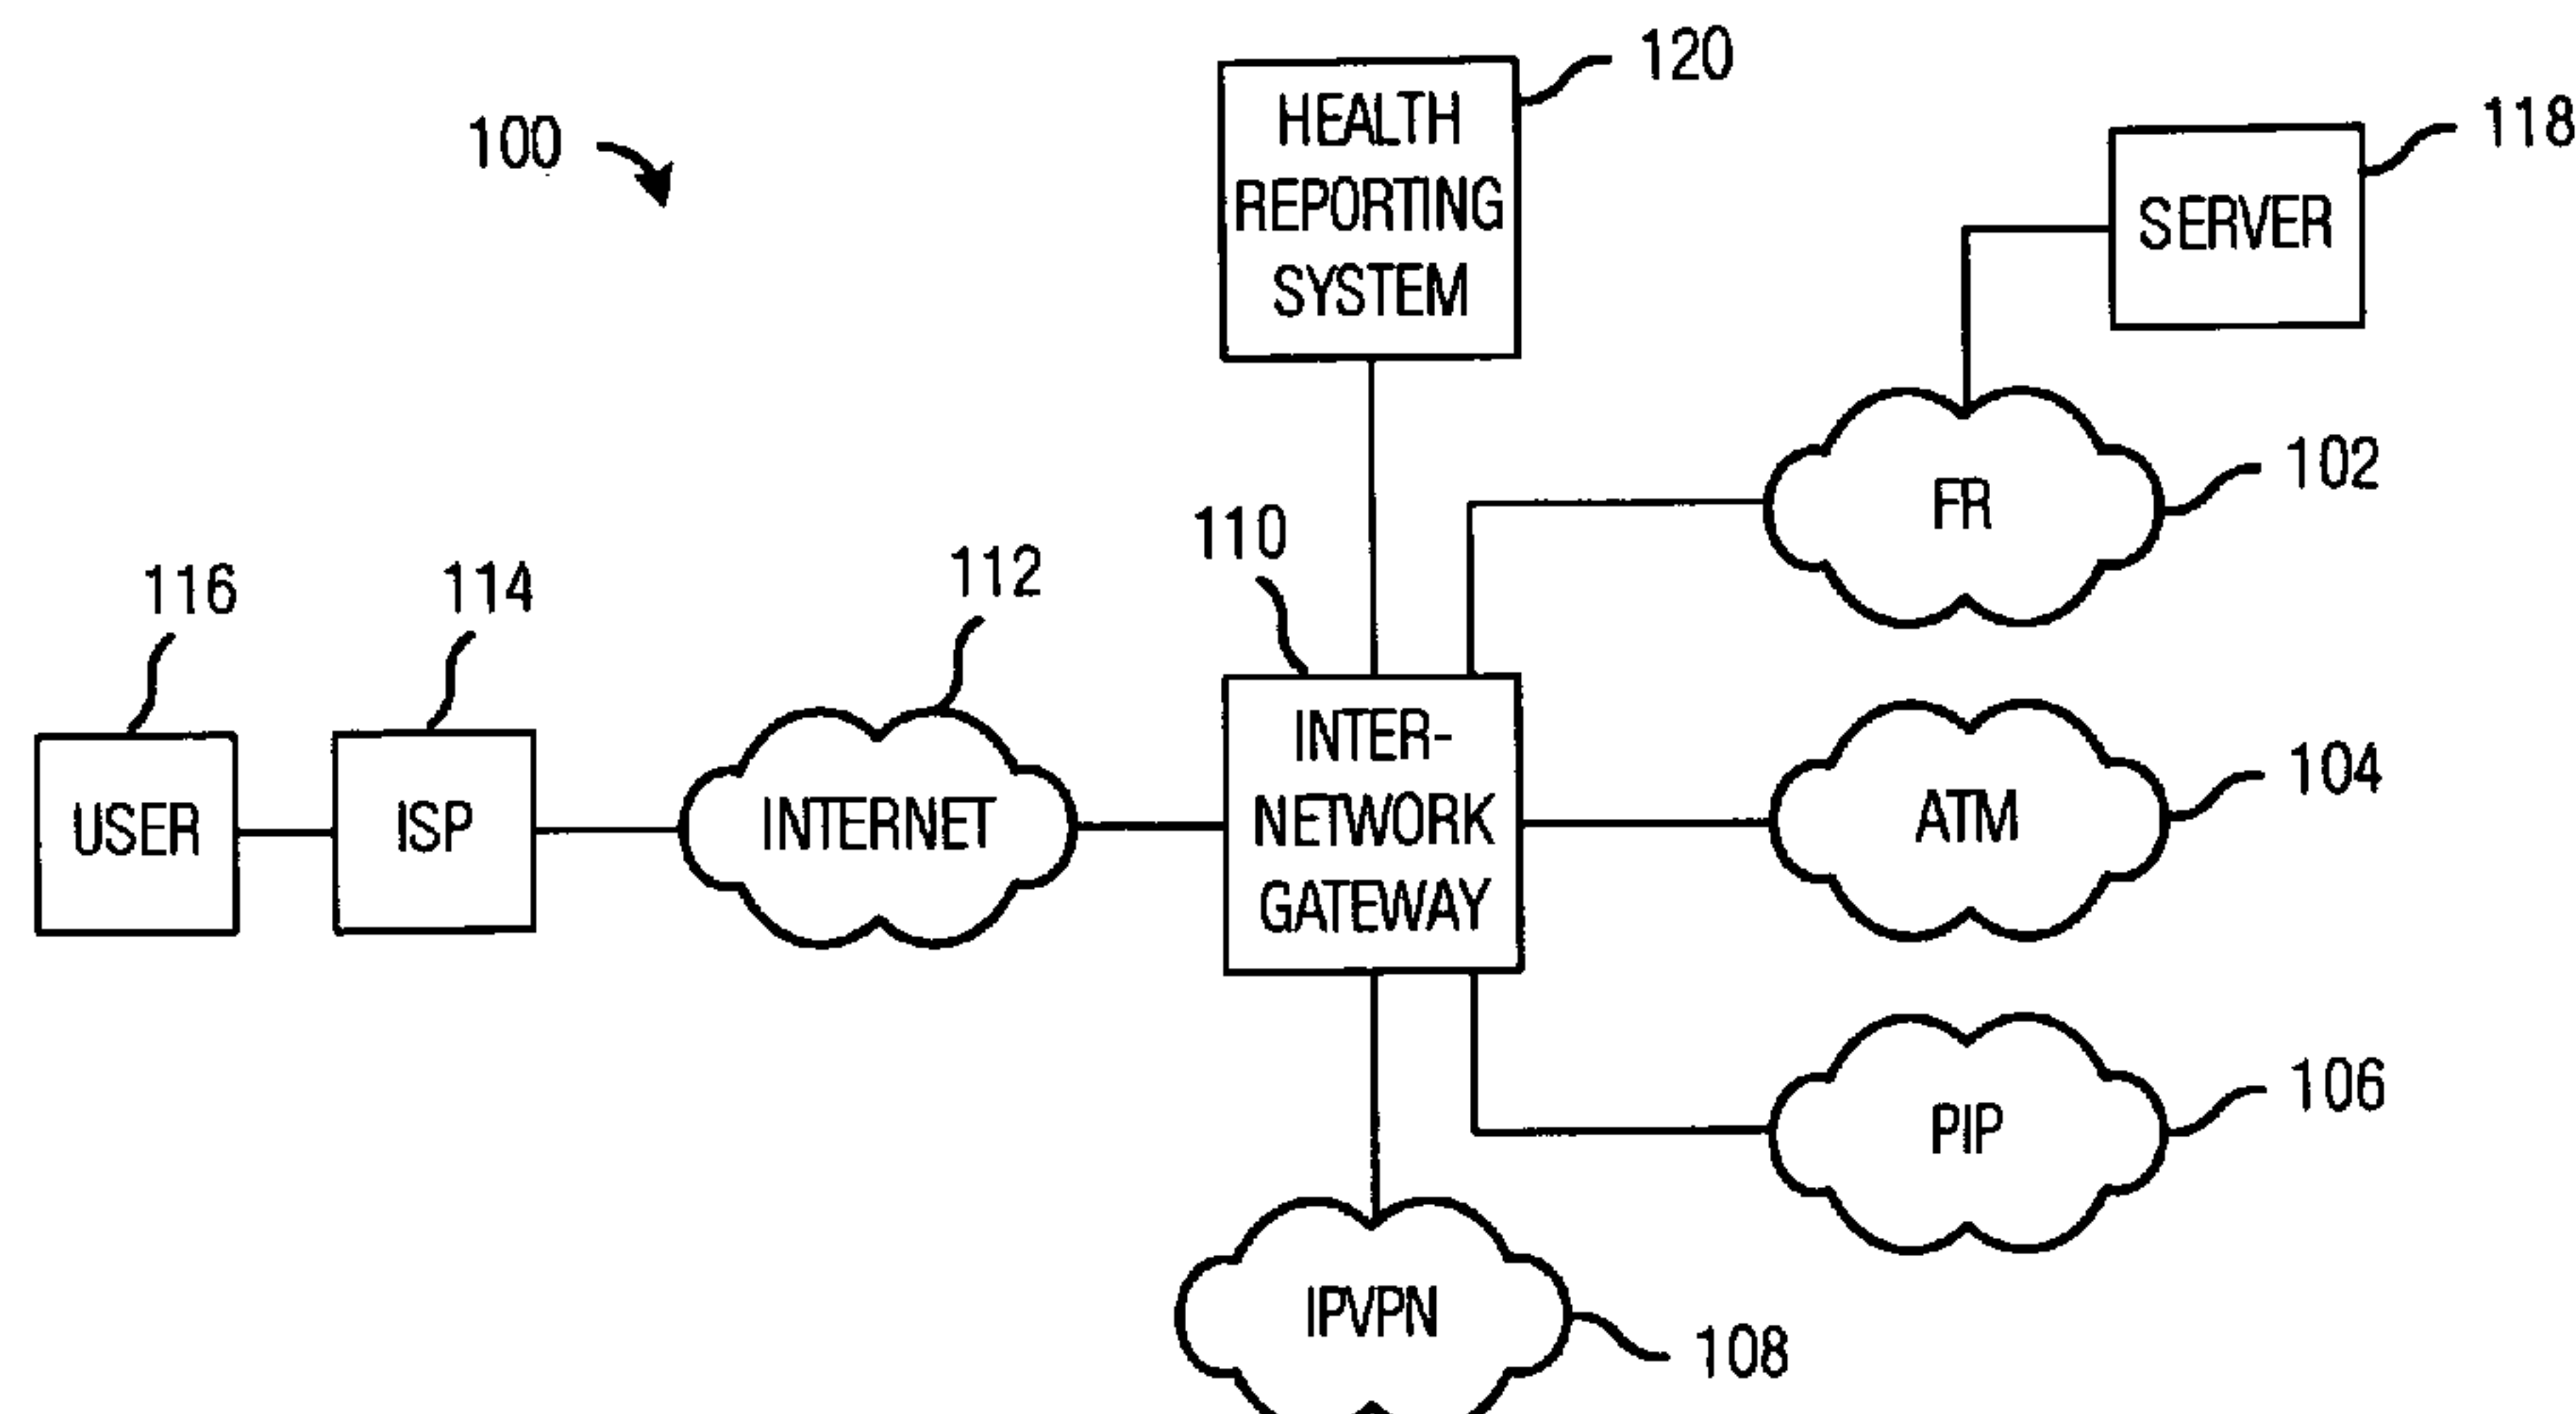 120
HEALTH
REPORTING
SYSTEM
100
118
SERVER
102
FR
110
112
116
114
INTER-
NETWORK
GATEWAY
104
ATM
USER
ISP
INTERNET
106
PIP
IPVPN
108